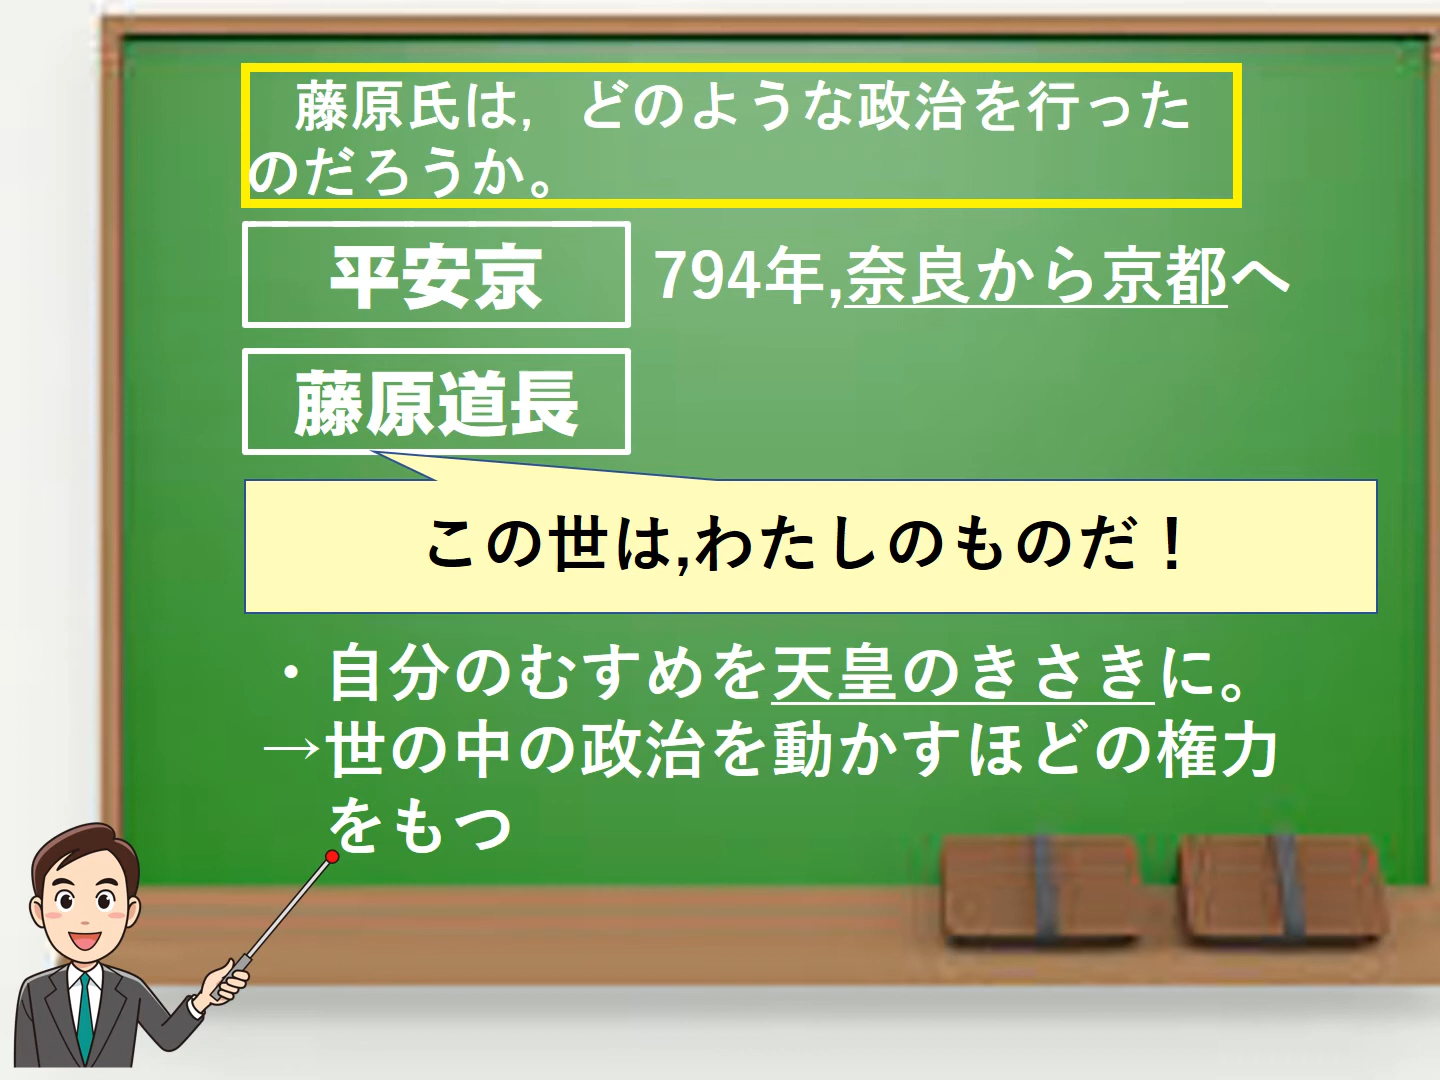 藤原氏は,　どのような政治を行った
のだろうか。
平安京
794年,奈良から京都へ
藤原道長
この世は,わたしのものだ！
・自分のむすめを天皇のきさきに。
→世の中の政治を動かすほどの権力
をもつ